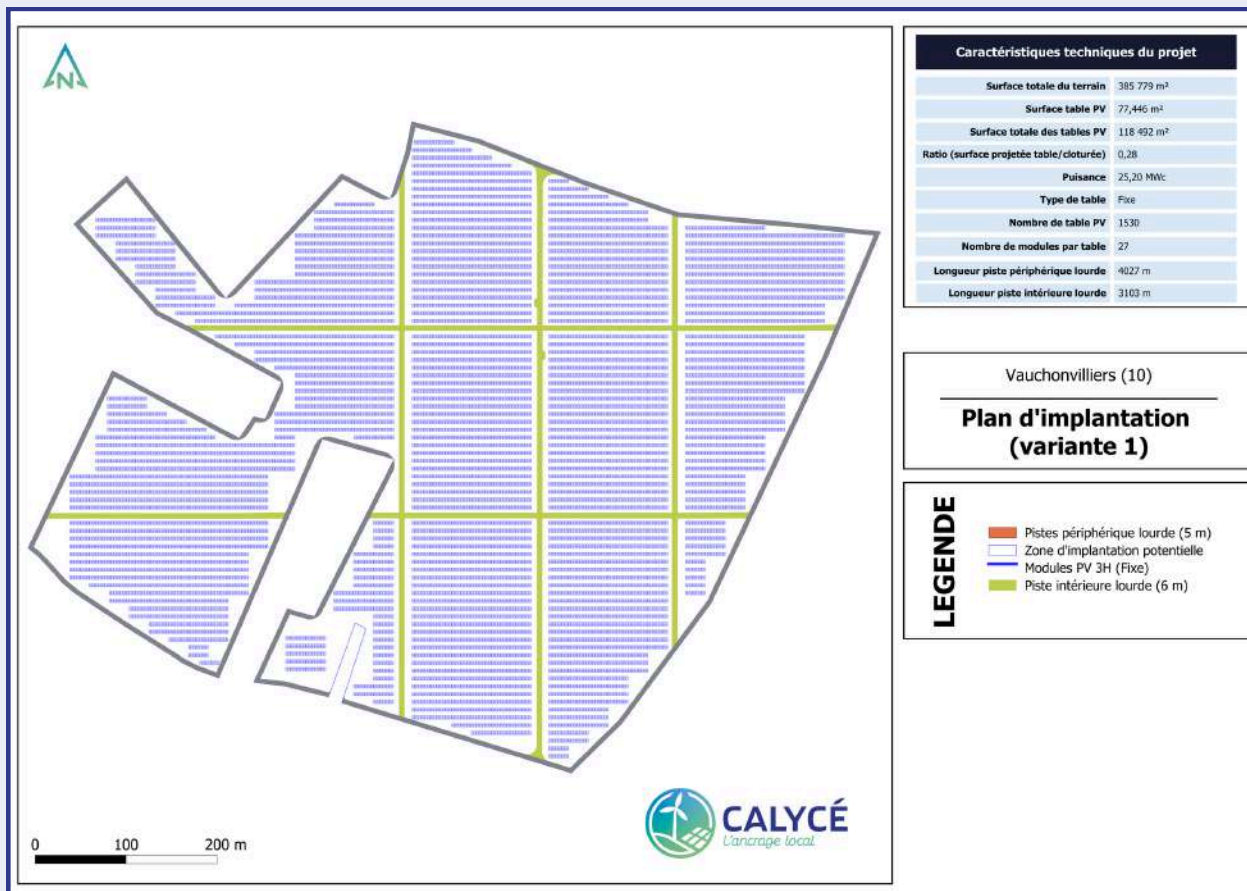 N
Caractéristiques techniques du projet
Surface totale du terrain 385 779 m²
Surface table PV 77,446 m²
Surface totale des tables PV 118 492 m²
Ratio (surface projetée table/cloturée) 0,28
Puisance 25,20 MWc
Type de table Fixe
Nombre de table PV 1530
Nombre de modules par table 27
Longueur piste périphérique lourde 4027 m
Longueur piste intérieure lourde 3103 m
Vauchonvilliers (10)
Plan d'implantation
(variante 1)
LEGENDE
Pistes périphérique lourde (5 m)
Zone d'implantation potentielle
Modules PV 3H (Fixe)
Piste intérieure lourde (6 m)
CALYCÉ
L'ancrage local
0 100 200 m